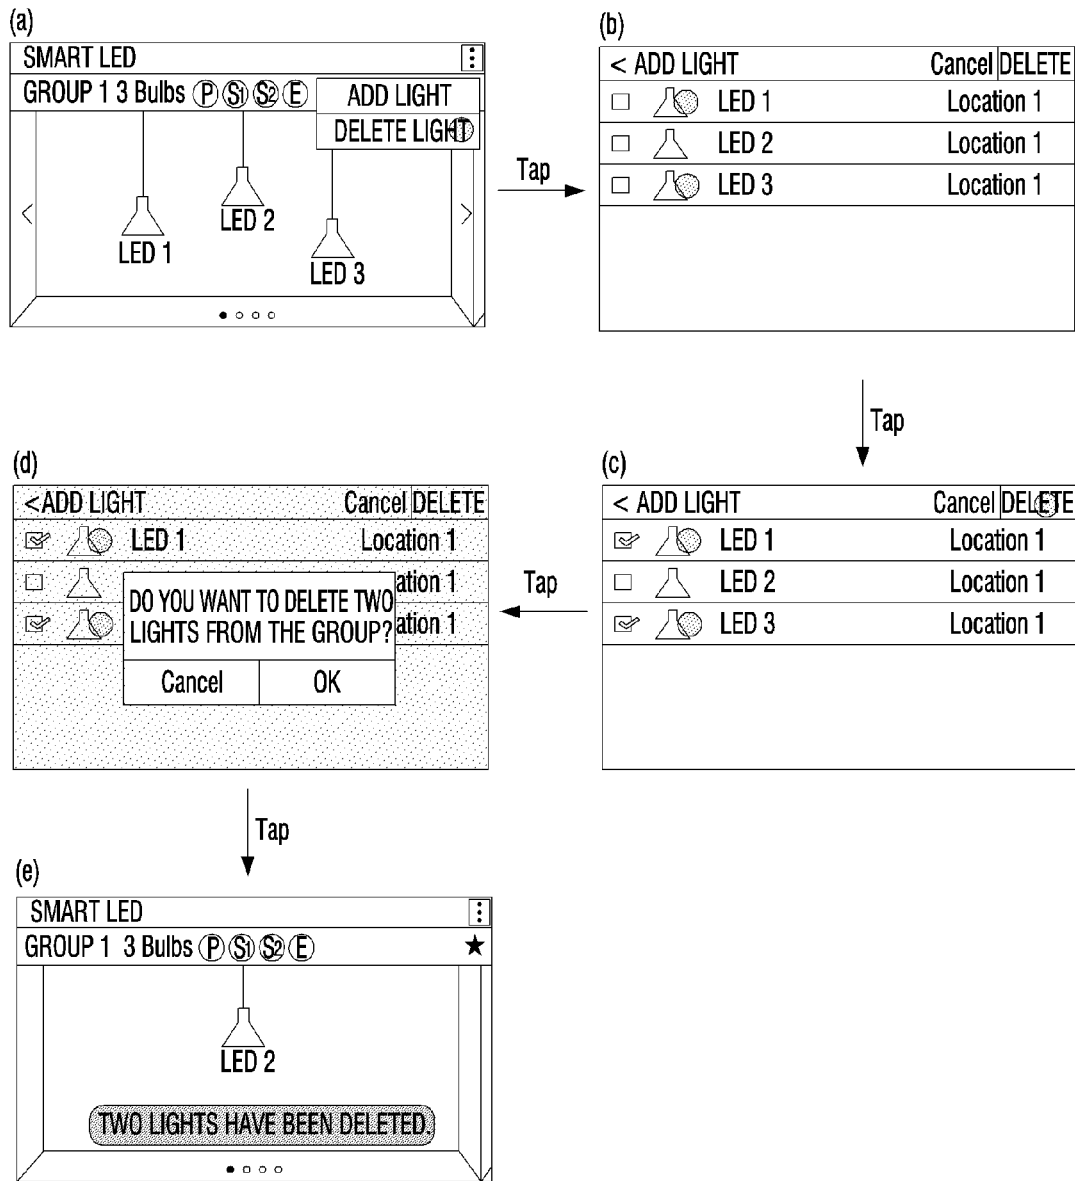 (a)
SMART LED
GROUP 1 3 Bulbs P S1 S2 E
ADD LIGHT
DELETE LIGHT
LED 1
LED 2
LED 3
Tap
(b)
< ADD LIGHT Cancel DELETE
LED 1 Location 1
LED 2 Location 1
LED 3 Location 1
Tap
(c)
< ADD LIGHT Cancel DELETE
LED 1 Location 1
LED 2 Location 1
LED 3 Location 1
Tap
(d)
<ADD LIGHT Cancel DELETE
LED 1 Location 1
ation 1
ation 1
DO YOU WANT TO DELETE TWO
LIGHTS FROM THE GROUP?
Cancel OK
Tap
(e)
SMART LED
GROUP 1 3 Bulbs P S1 S2 E ★
LED 2
TWO LIGHTS HAVE BEEN DELETED.